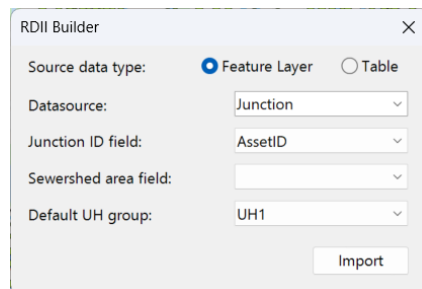 RDII Builder
Source data type: Feature Layer Table
Datasource: Junction
Junction ID field: AssetID
Sewershed area field:
Default UH group: UH1
Import